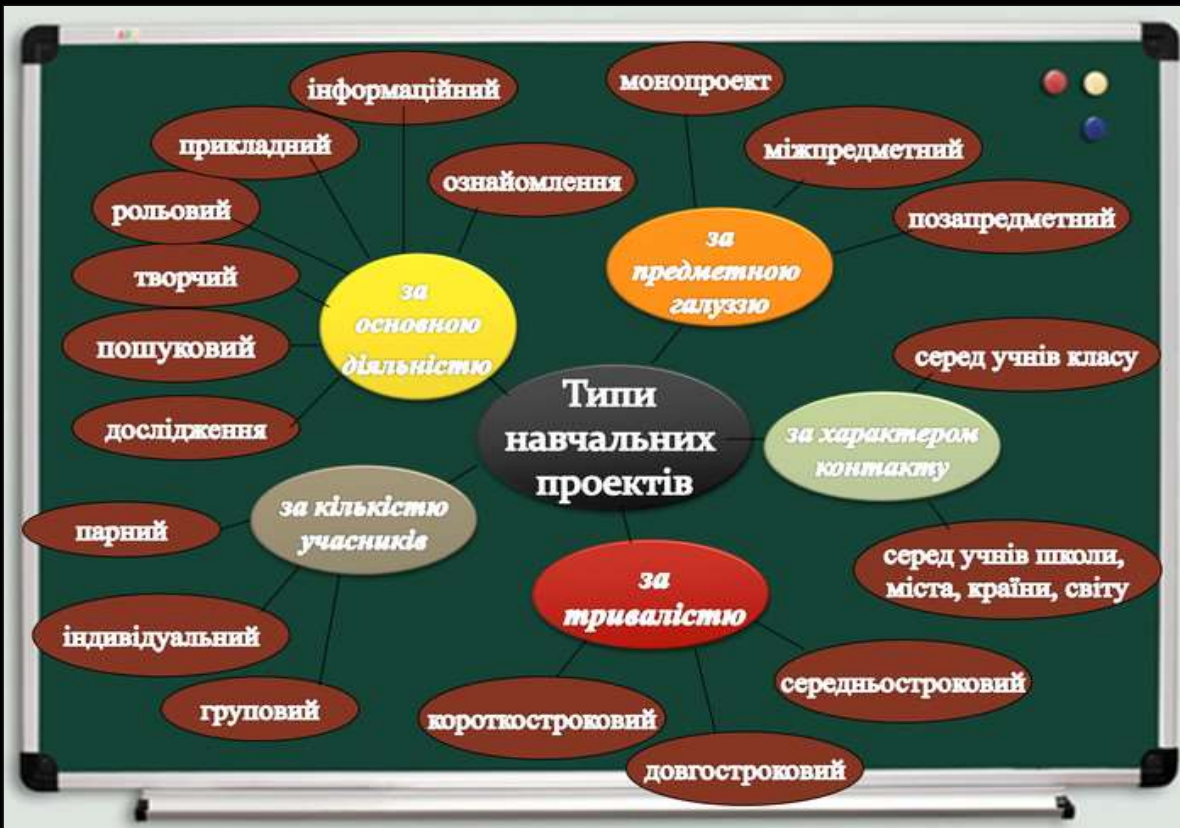 Типи
навчальних
проектів
за
основною
діяльністю
інформаційний
прикладний
ознайомлення
рольовий
творчий
пошуковий
дослідження
за
предметною
галуззю
монопроект
міжпредметний
позапредметний
за характером
контакту
серед учнів класу
серед учнів школи,
міста, країни, світу
за
тривалістю
середньостроковий
короткостроковий
довгостроковий
за кількістю
учасників
парний
індивідуальний
груповий